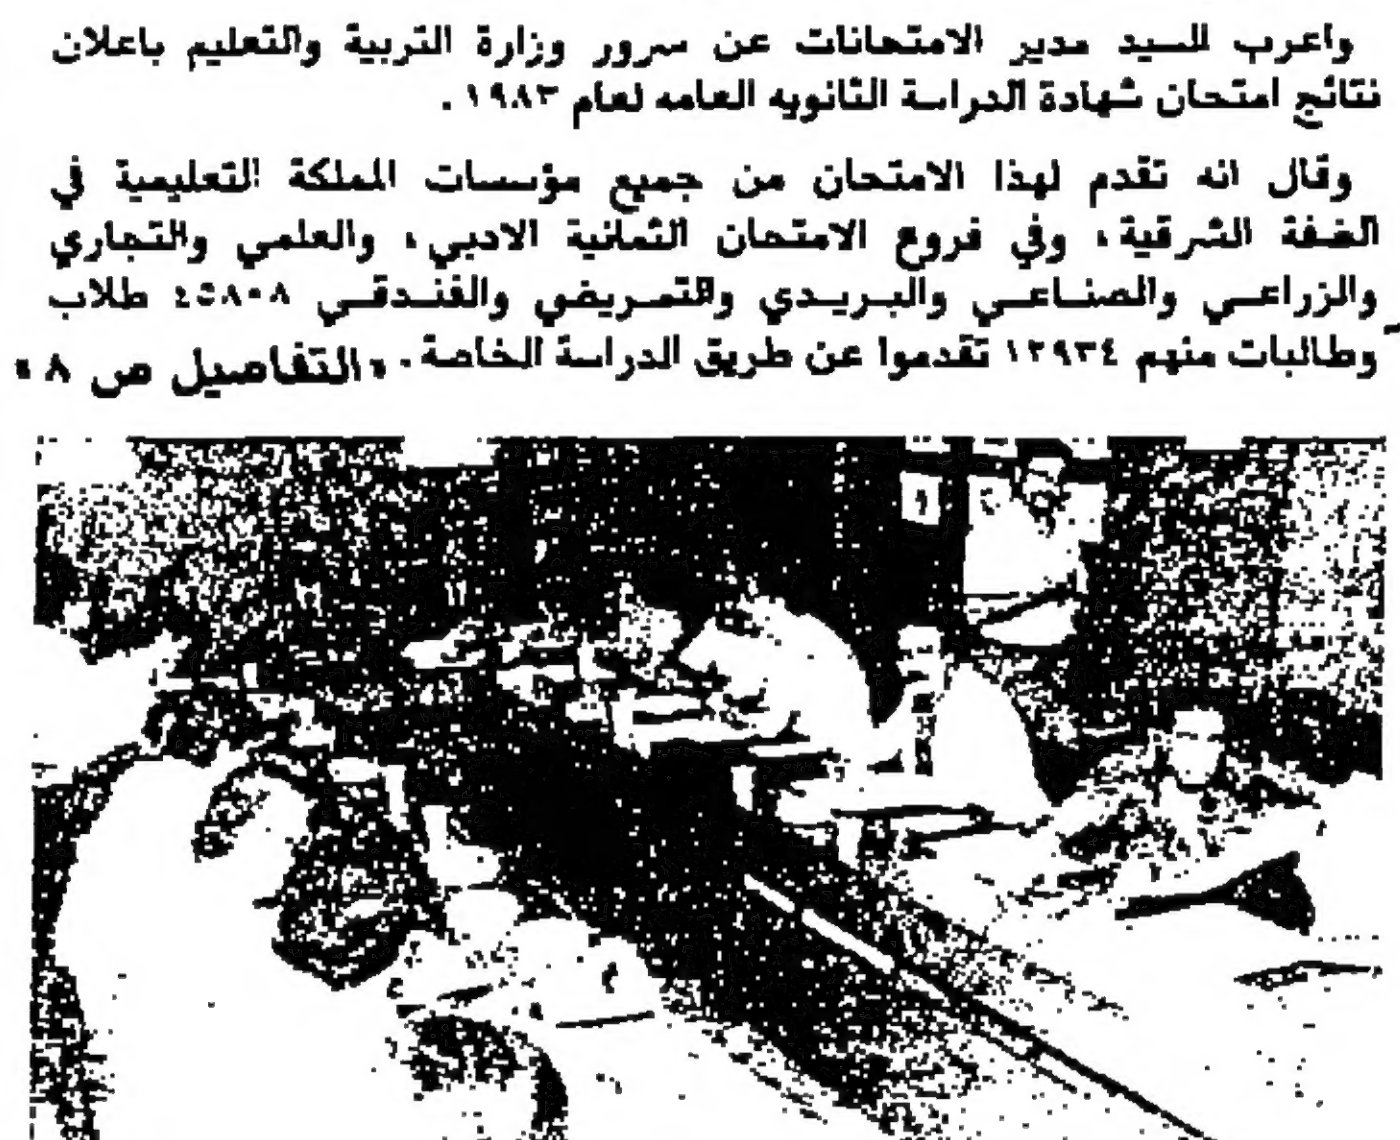 واعرب السيد مدير الامتحانات عن سرور وزارة التربية والتعليم باعلان
نتائج امتحان شهادة الدراسة الثانويه العامه لعام ١٩٨٣ .
وقال انه تقدم لهذا الامتحان من جميع مؤسسات المملكة التعليمية في
الضفة الشرقية، وفي فروع الامتحان الثمانية الادبي، والعلمي والتجاري
والزراعي والصناعي والبريدي والتمريضي والفندقي ٤٥٨٠٨ طلاب
وطالبات منهم ١٢٩٣٤ تقدموا عن طريق الدراسة الخاصة. «التفاصيل ص ٨»